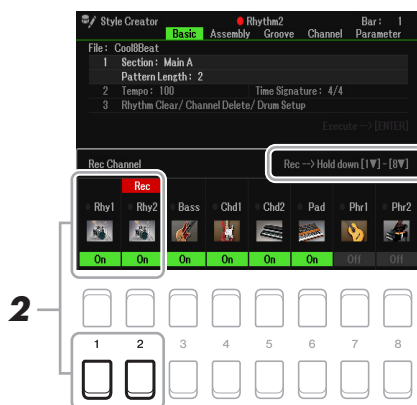 Style Creator Rhythm2 Bar: 1
Basic Assembly Groove Channel Parameter
File: Cool8Beat
1 Section: Main A
Pattern Length: 2
2 Tempo: 100 Time Signature: 4/4
3 Rhythm Clear/ Channel Delete/ Drum Setup
Execute --> [ENTER]
Rec Channel Rec --> Hold down [1▼] - [8▼]
Rec
Rhy1 Rhy2 Bass Chd1 Chd2 Pad Phr1 Phr2
On On On On On On Off Off
2
1 2 3 4 5 6 7 8